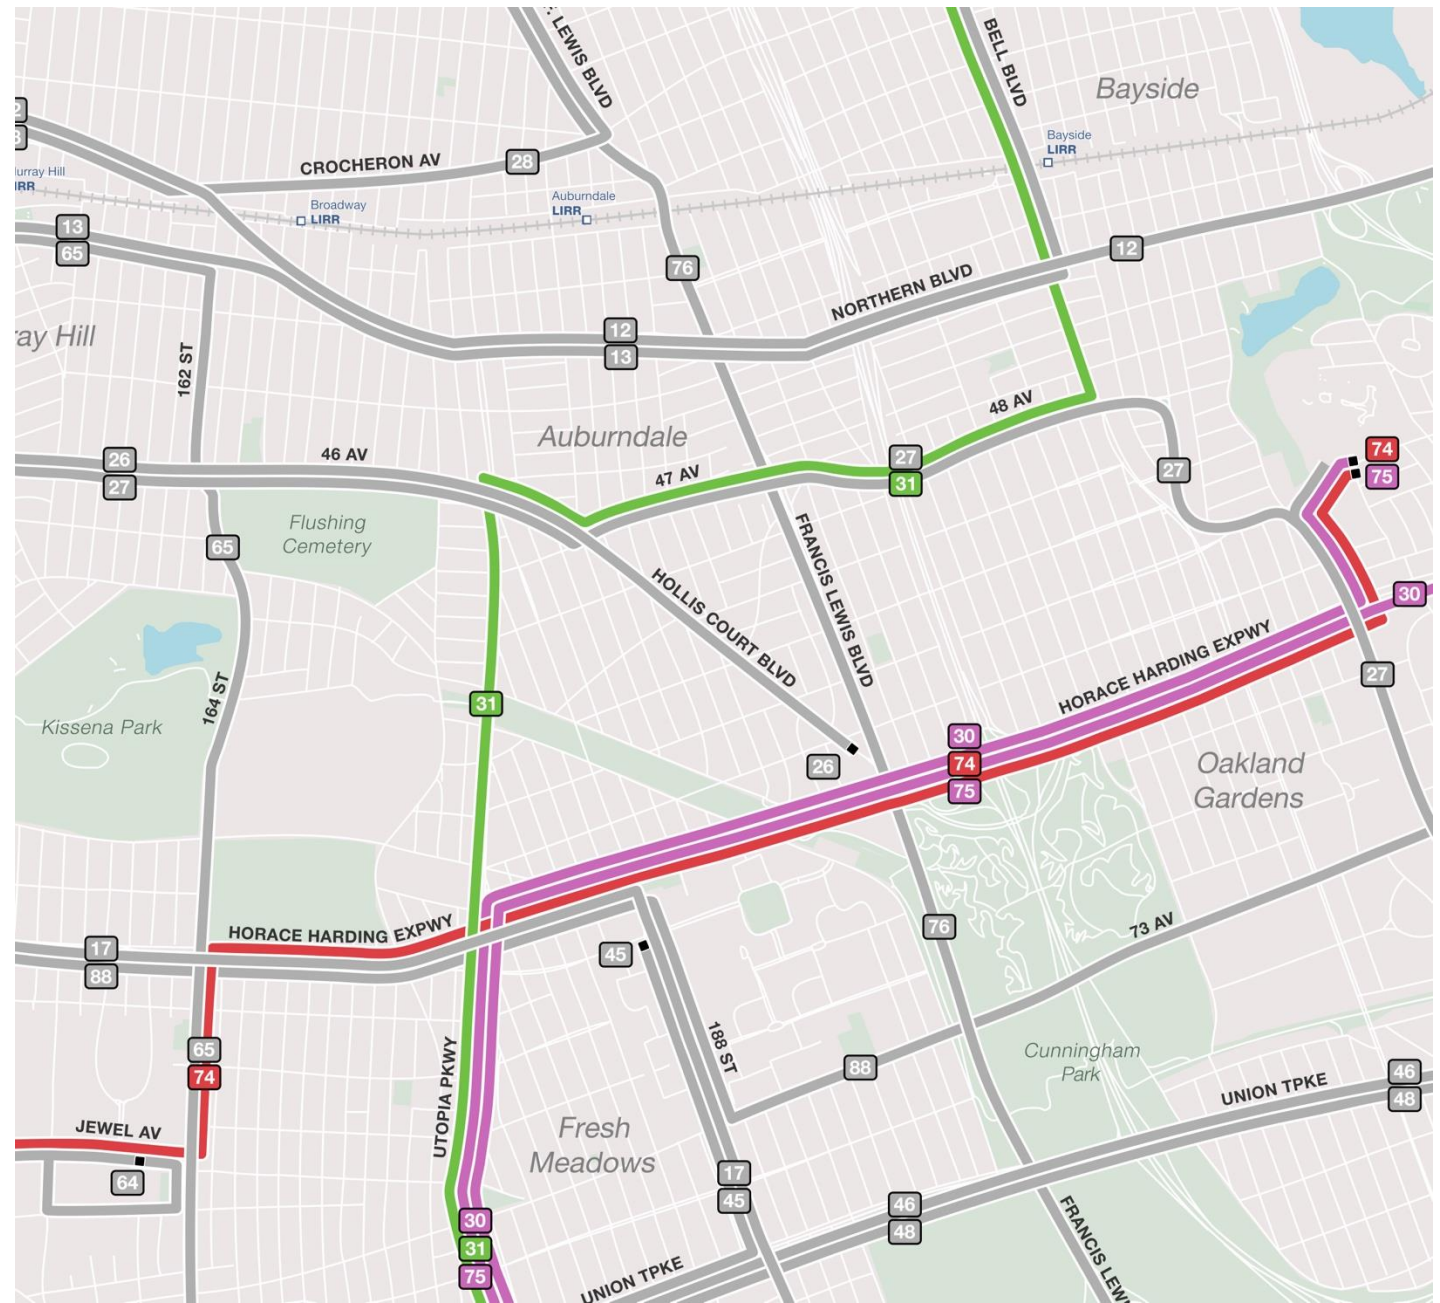 LEWIS BLVD
BELL BLVD
Bayside
2
3
CROCHERON AV
28
Bayside
LIRR
Murray Hill
LIRR
Broadway
LIRR
Auburndale
LIRR
13
65
76
12
NORTHERN BLVD
12
13
ray Hill
162 ST
48 AV
Auburndale
46 AV
26
27
47 AV
27
31
27
74
75
Flushing
Cemetery
65
FRANCIS LEWIS BLVD
HOLLIS COURT BLVD
30
HORACE HARDING EXPWY
27
164 ST
31
Kissena Park
30
74
75
26
Oakland
Gardens
HORACE HARDING EXPWY
17
88
45
76
73 AV
65
74
188 ST
88
Cunningham
Park
UTOPIA PKWY
46
48
UNION TPKE
JEWEL AV
64
Fresh
Meadows
17
45
46
48
30
31
75
UNION TPKE
FRANCIS LEW